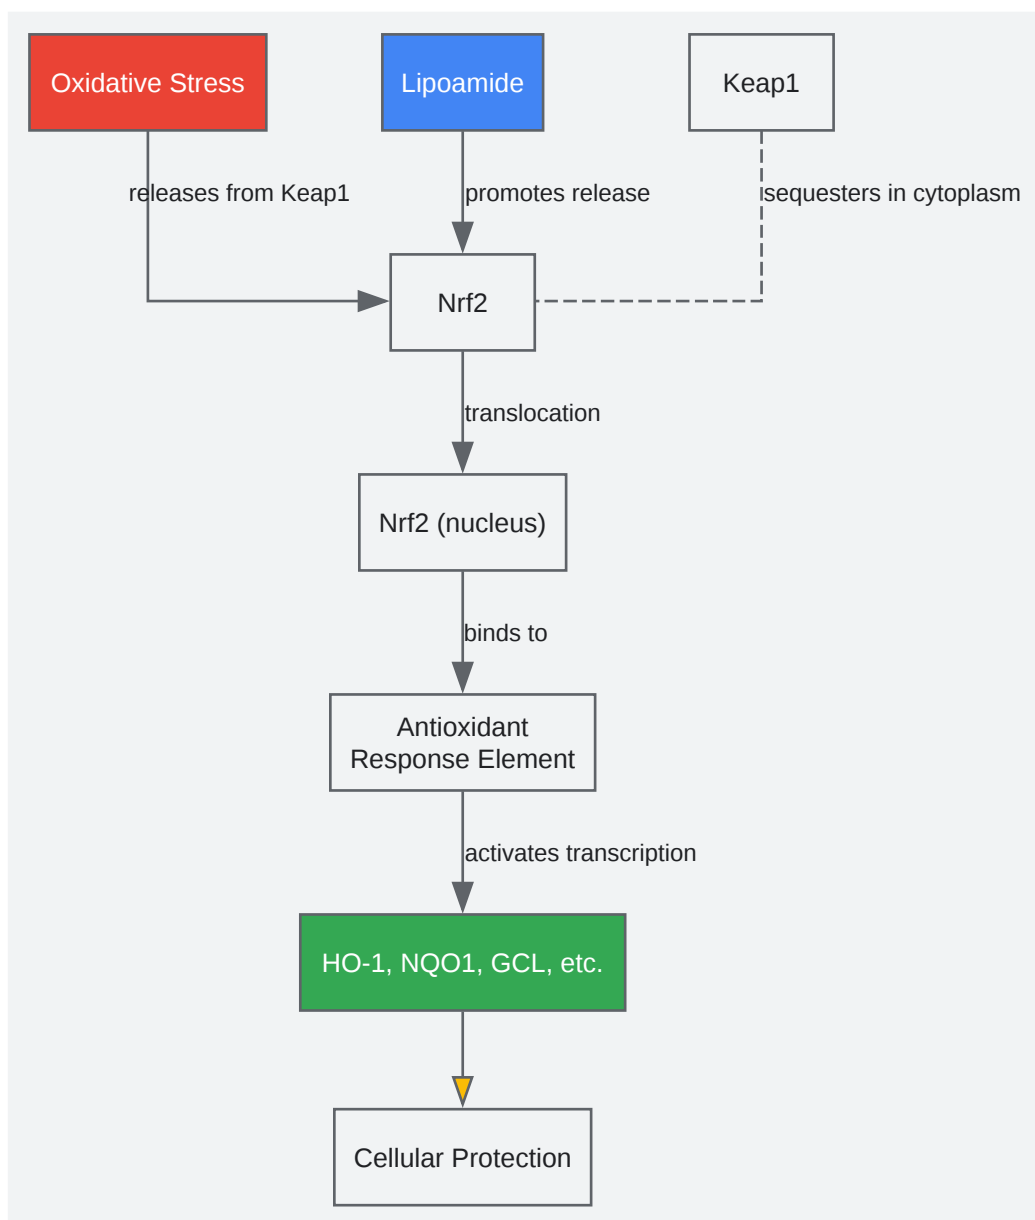 Oxidative Stress
Lipoamide
Keap1
releases from Keap1
promotes release
sequesters in cytoplasm
Nrf2
translocation
Nrf2 (nucleus)
binds to
Antioxidant
Response Element
activates transcription
HO-1, NQO1, GCL, etc.
Cellular Protection